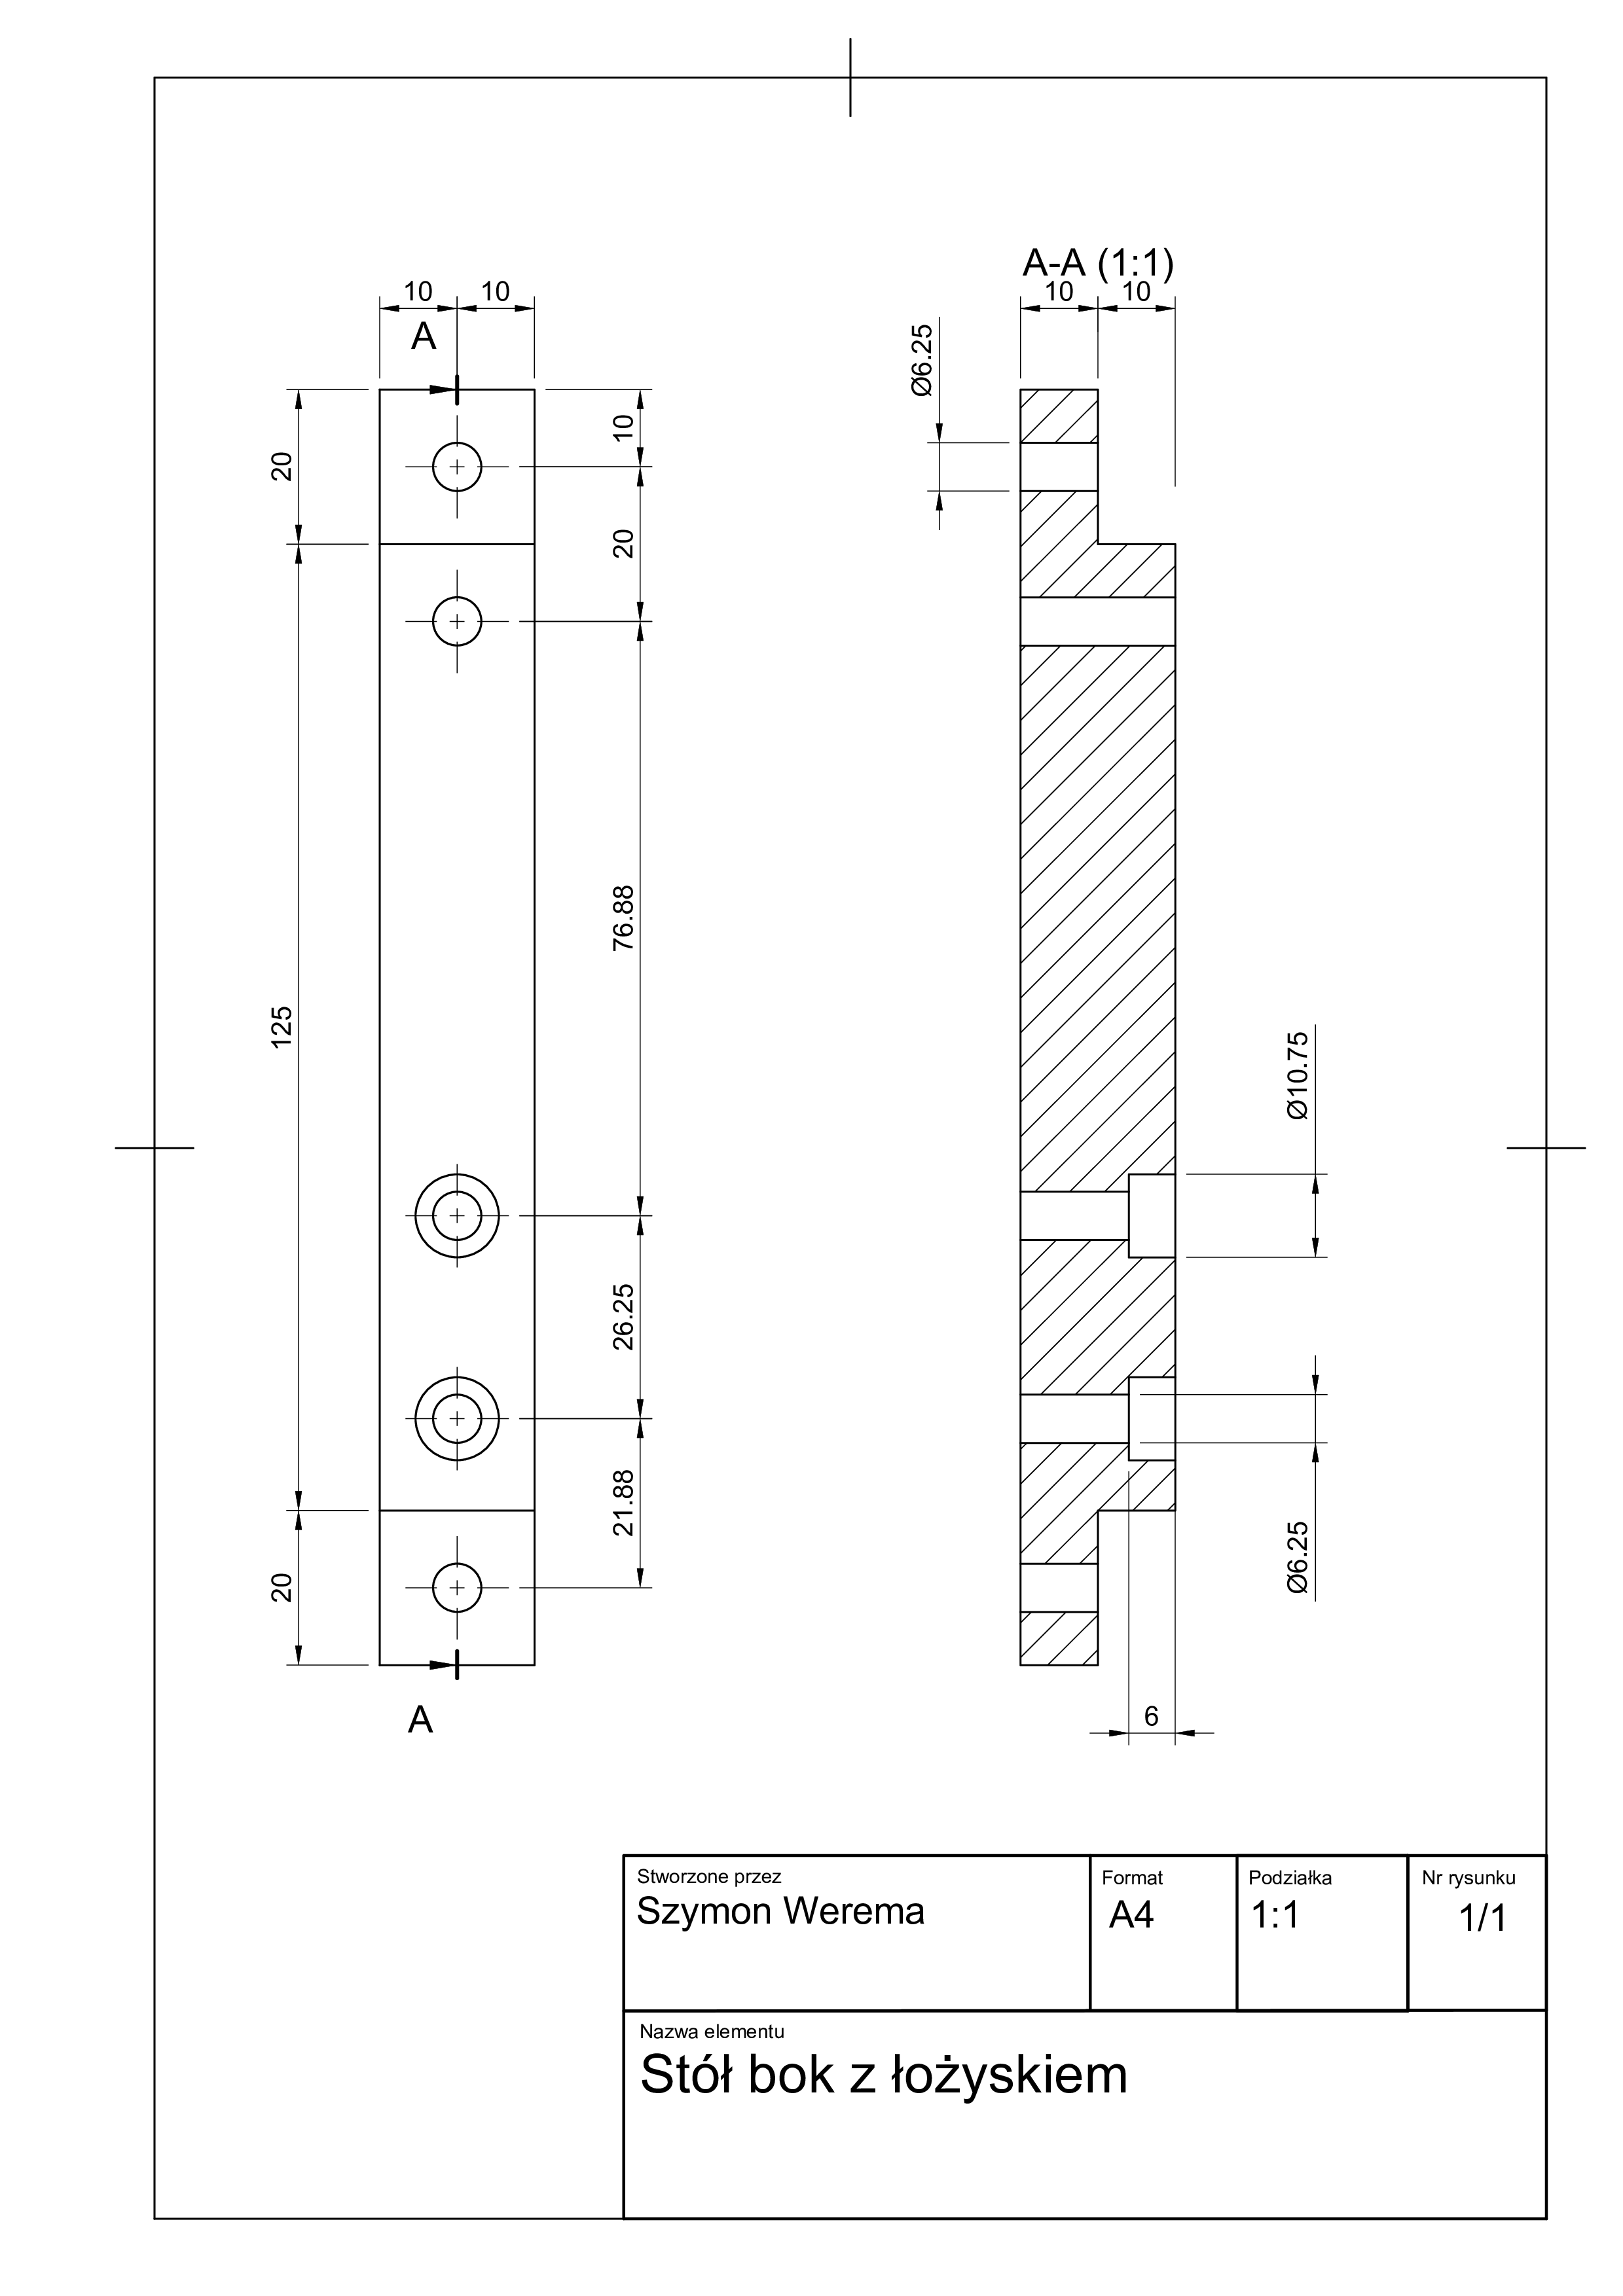 A-A (1:1)
10
10
10
10
A
Ø6.25
20
10
20
76.88
125
Ø10.75
26.25
21.88
Ø6.25
20
A
6
Stworzone przez
Szymon Werema
Format
A4
Podziałka
1:1
Nr rysunku
1/1
Nazwa elementu
Stół bok z łożyskiem